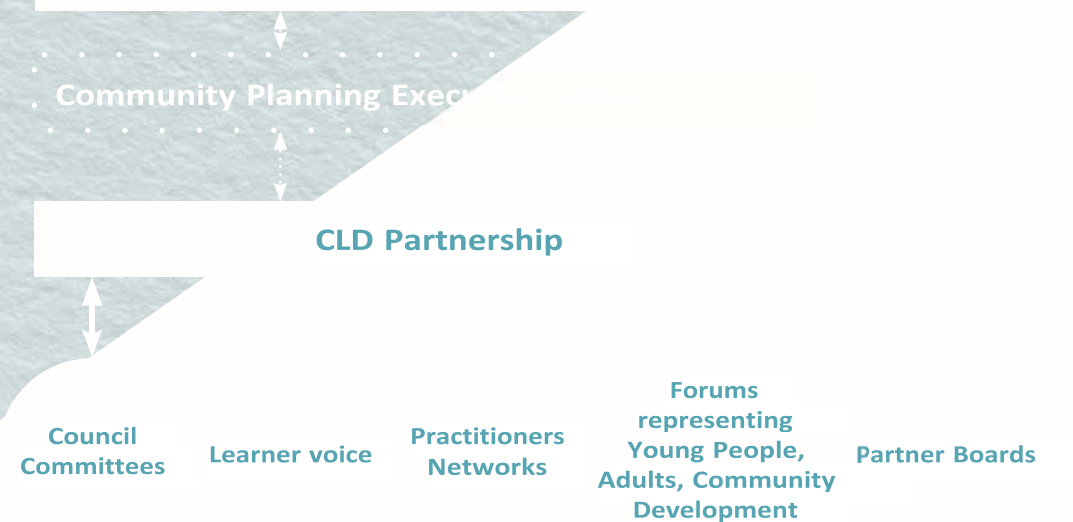 Community Planning
CLD Partnership
Council
Committees
Learner voice
Practitioners
Networks
Forums
representing
Young People,
Adults, Community
Development
Partner Boards